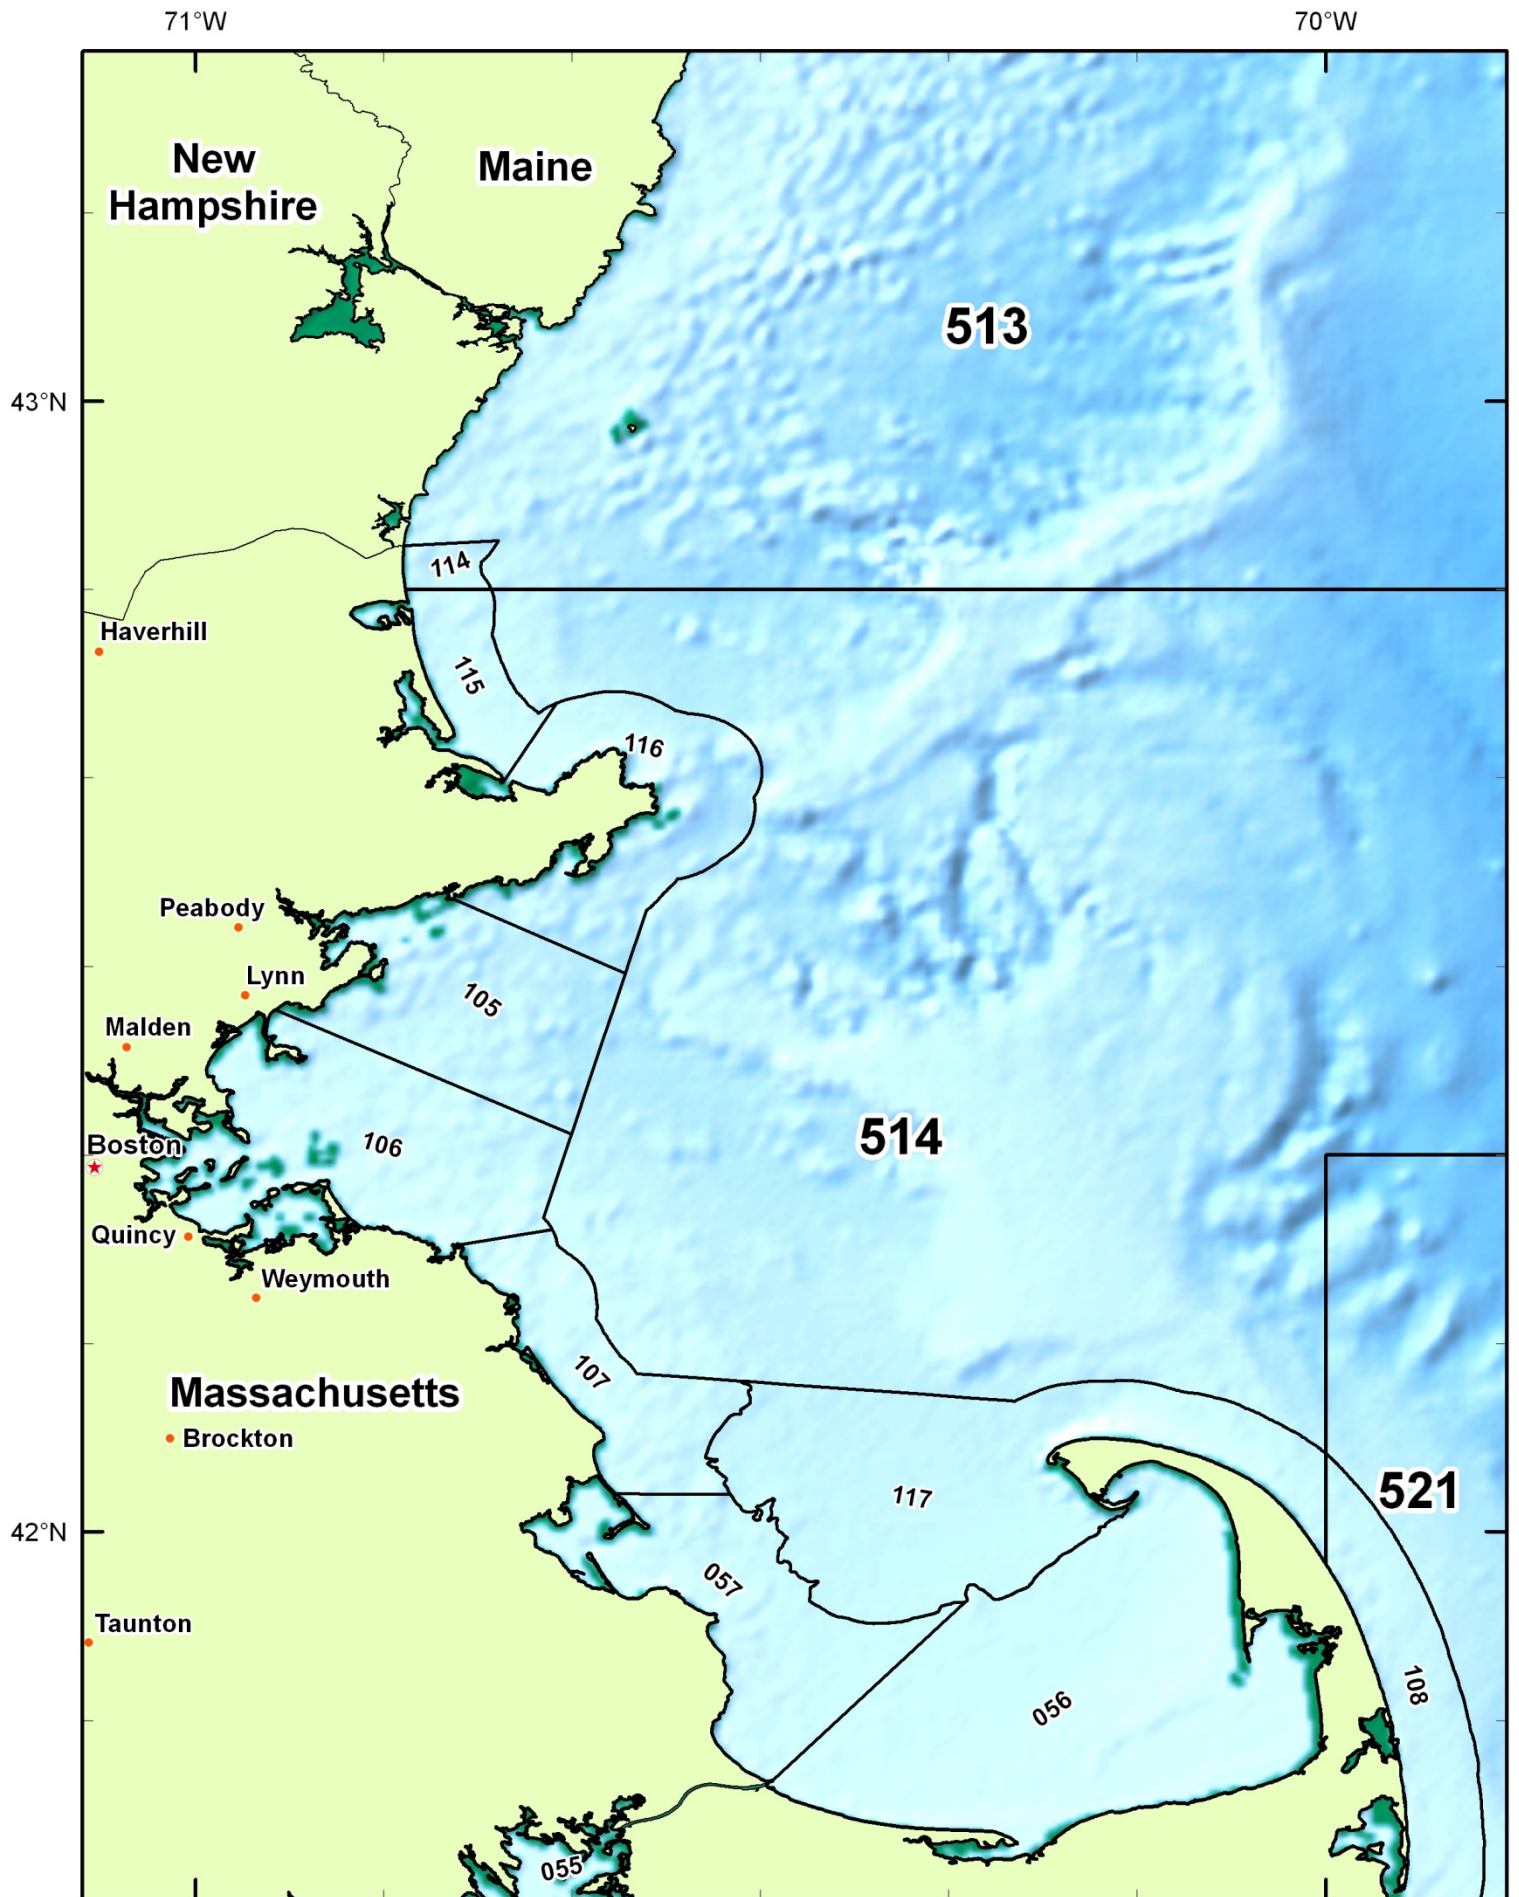 71°W
70°W
New
Hampshire
Maine
513
43°N
114
Haverhill
115
116
Peabody
Lynn
105
Malden
514
Boston
106
Quincy
Weymouth
107
Massachusetts
Brockton
117
521
42°N
057
Taunton
108
056
055